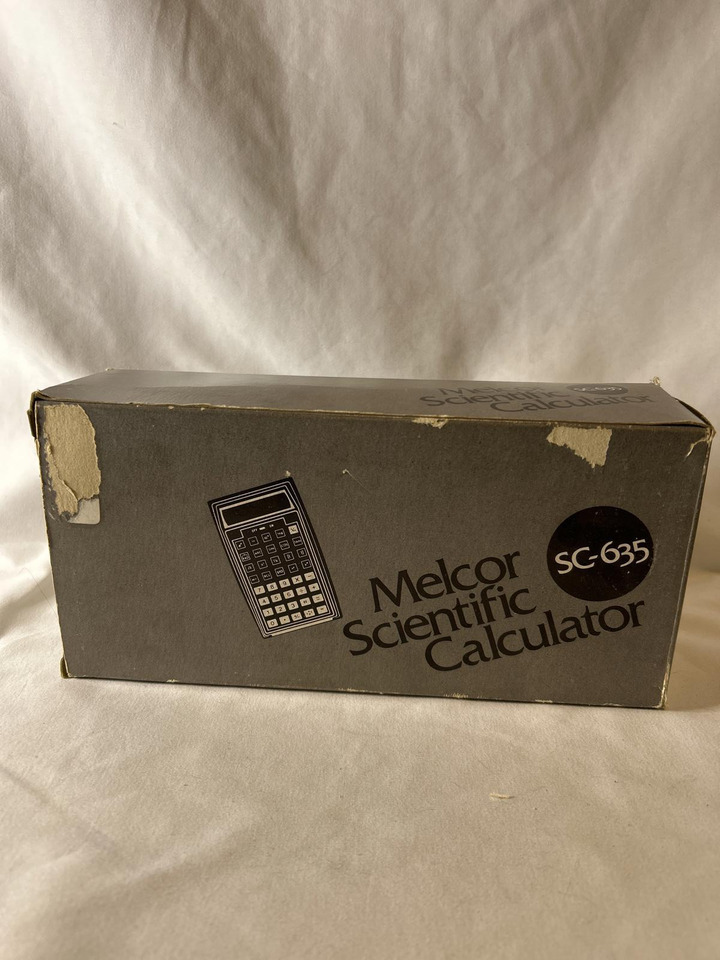 Melcor
Scientific
Calculator
SC-635
Melcor
Scientific
Calculator
SC-635